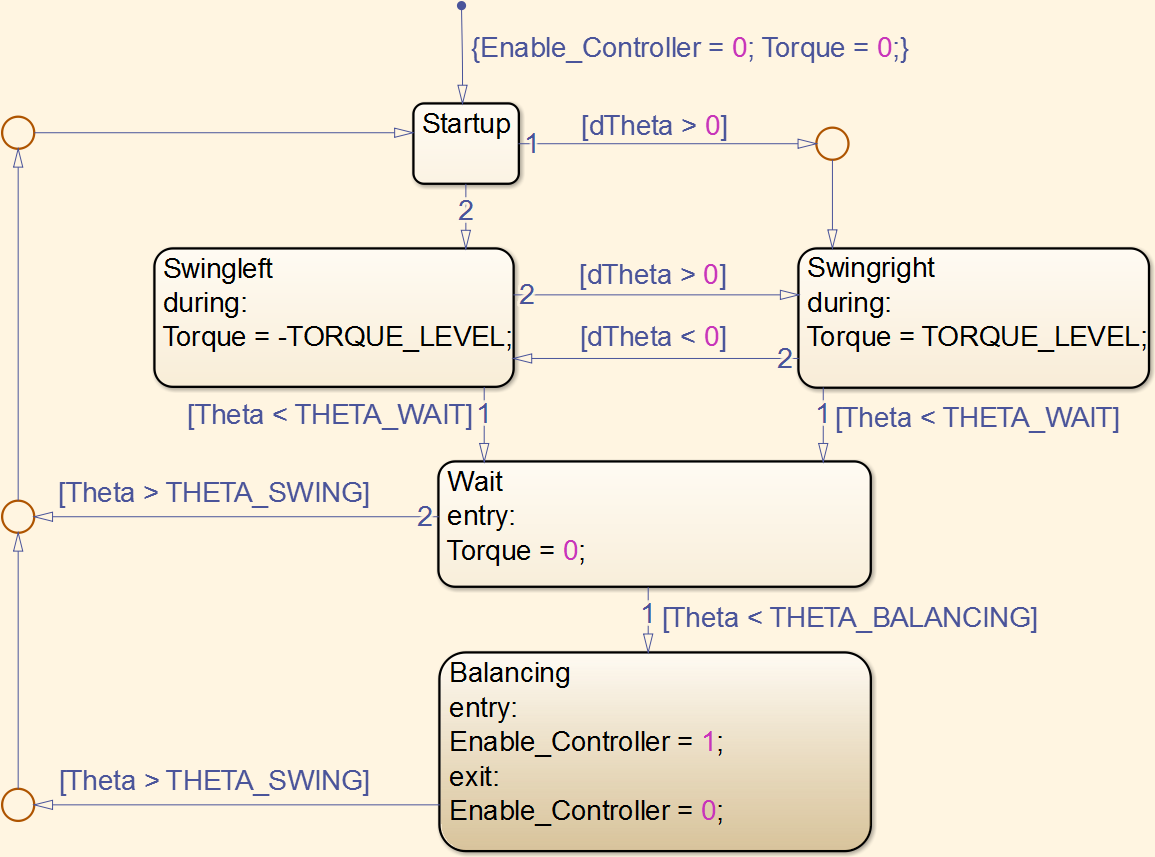 {Enable_Controller = 0; Torque = 0;}
Startup
1
[dTheta > 0]
2
Swingleft
during:
Torque = -TORQUE_LEVEL;
2
[dTheta > 0]
[dTheta < 0]
2
Swingright
during:
Torque = TORQUE_LEVEL;
[Theta < THETA_WAIT]
1
1
[Theta < THETA_WAIT]
[Theta > THETA_SWING]
2
Wait
entry:
Torque = 0;
1
[Theta < THETA_BALANCING]
Balancing
entry:
Enable_Controller = 1;
exit:
Enable_Controller = 0;
[Theta > THETA_SWING]